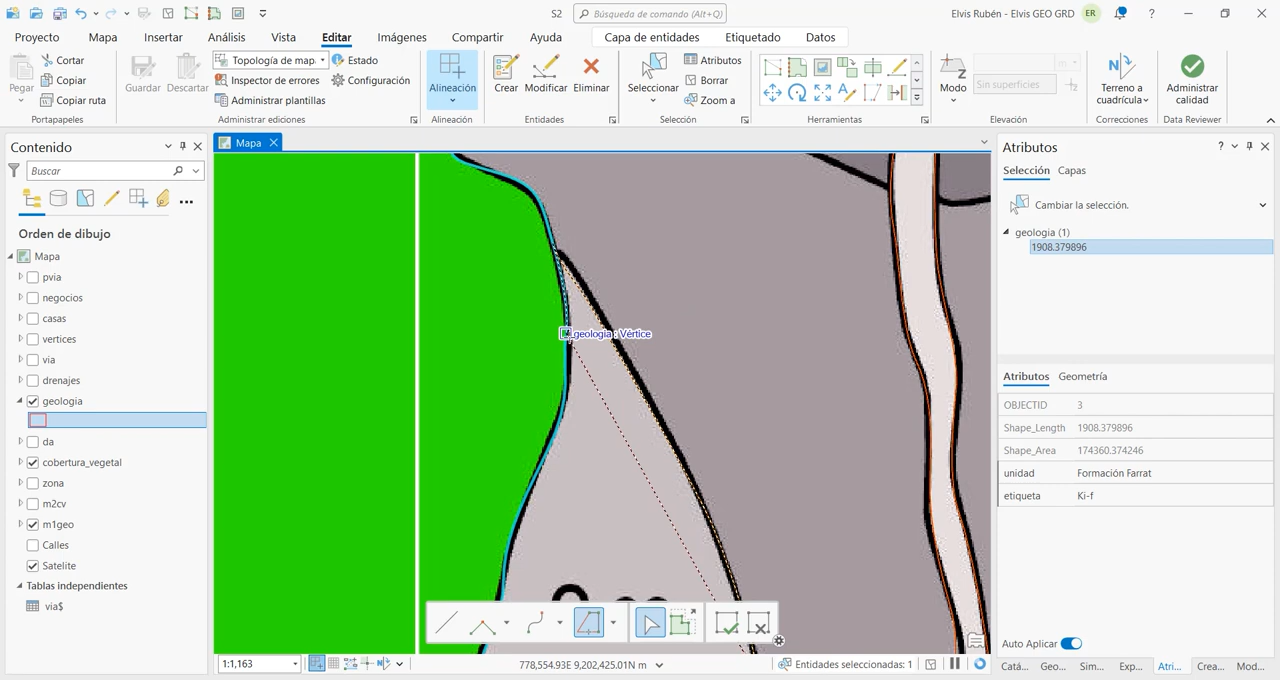 S2
Búsqueda de comando (Alt+Q)
Elvis Rubén - Elvis GEO GRD
ER
?
Proyecto
Mapa
Insertar
Análisis
Vista
Editar
Imágenes
Compartir
Ayuda
Capa de entidades
Etiquetado
Datos
Pegar
Cortar
Copiar
Copiar ruta
Portapapeles
Guardar
Descartar
Topología de map
Estado
Inspector de errores
Configuración
Administrar plantillas
Administrar ediciones
Alineación
Alineación
Crear
Modificar
Eliminar
Entidades
Seleccionar
Atributos
Borrar
Zoom a
Selección
Herramientas
Modo
Sin superficies
Elevación
Terreno a
cuadrícula
Correcciones
Administrar
calidad
Data Reviewer
Contenido
Buscar
Orden de dibujo
Mapa
pvia
negocios
casas
vertices
via
drenajes
geologia
da
cobertura_vegetal
zona
m2cv
m1geo
Calles
Satelite
Tablas independientes
via$
Mapa
geologia : Vértice
1:1,163
778,554.93E 9,202,425.01N m
Entidades seleccionadas: 1
Atributos
Selección
Capas
Cambiar la selección.
geologia (1)
1908.379896
Atributos
Geometría
OBJECTID 3
Shape_Length 1908.379896
Shape_Area 174360.374246
unidad Formación Farrat
etiqueta Ki-f
Auto Aplicar
Catá...
Geo...
Sim...
Exp...
Atri...
Crea...
Mod...